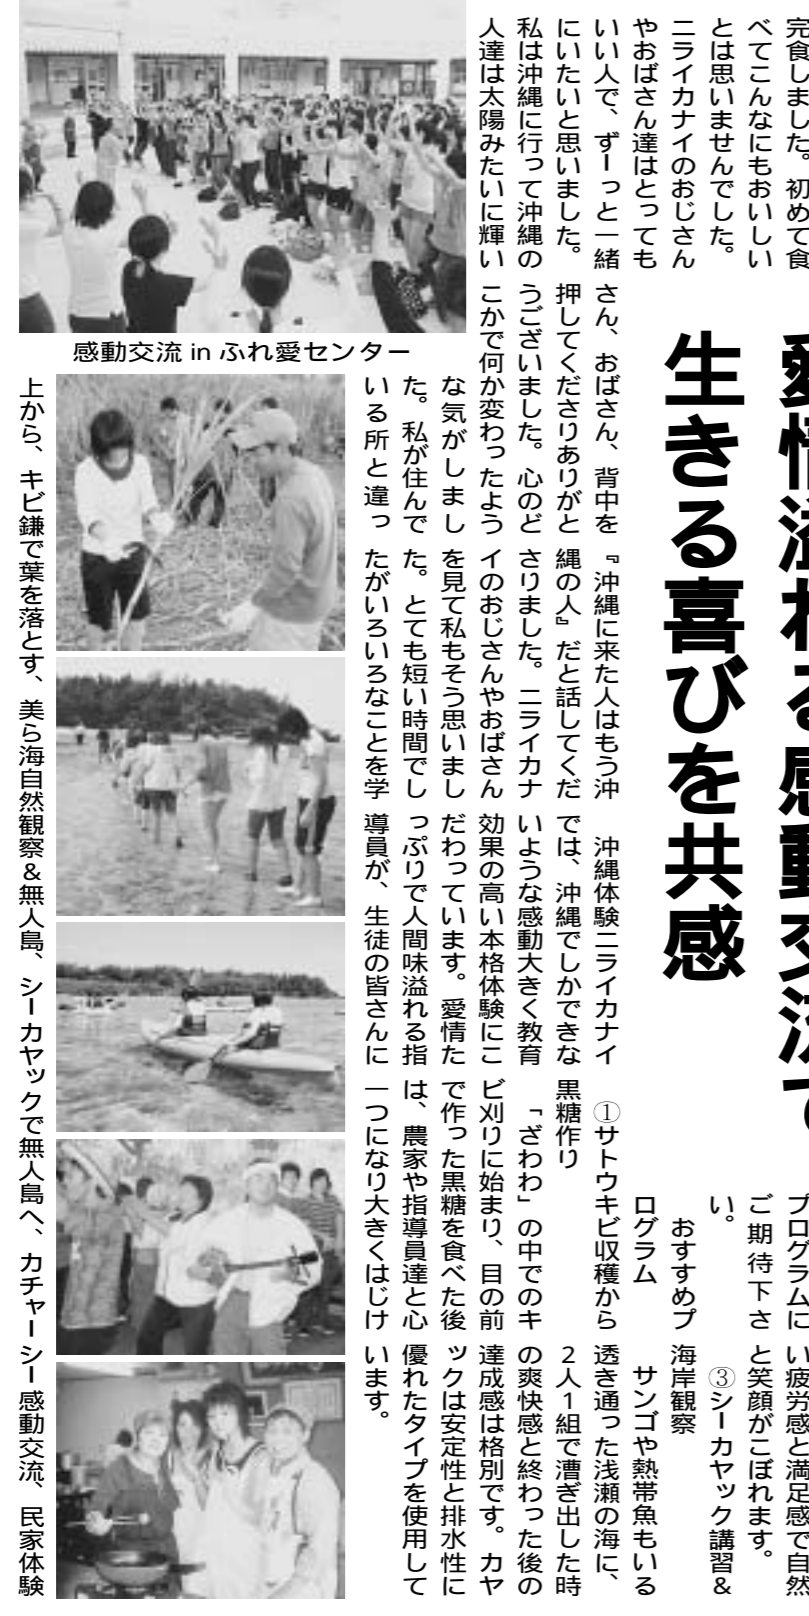 愛情溢れる感動交流で
生きる喜びを共感
完食しました。初めて食
べてこんなにもおいしい
とは思いませんでした。
ニライカナイのおじさん
やおばさん達はとっても
いい人で、ずーっと一緒
にいたいと思いました。
私は沖縄に行って沖縄の
人達は太陽みたいに輝い
さん、おばさん、背中を
押してくださりありがと
うございました。心のど
こかで何か変わったよう
な気がしまし
た。私が住んで
いる所と違っ
『沖縄に来た人はもう沖
縄の人』だと話してくだ
さりました。ニライカナ
イのおじさんやおばさん
を見て私もそう思いまし
た。とても短い時間でし
たがいろいろなことを学
沖縄体験ニライカナイ
では、沖縄でしかできな
いような感動大きく教育
効果の高い本格体験にこ
だわっています。愛情た
っぷりで人間味溢れる指
導員が、生徒の皆さんに
プログラムに
ご期待下さ
い。
おすすめプ
ログラム
①サトウキビ収穫から
黒糖作り
「ざわわ」の中でのキ
ビ刈りに始まり、目の前
で作った黒糖を食べた後
は、農家や指導員達と心
一つになり大きくはじけ
い疲労感と満足感で自然
と笑顔がこぼれます。
③シーカヤック講習&
海岸観察
サンゴや熱帯魚もいる
透き通った浅瀬の海に、
2人1組で漕ぎ出した時
の爽快感と終わった後の
達成感は格別です。カヤ
ックは安定性と排水性に
優れたタイプを使用して
います。
感動交流 in ふれ愛センター
上から、キビ鎌で葉を落とす、美ら海自然観察&無人島、シーカヤックで無人島へ、カチャーシー感動交流、民家体験